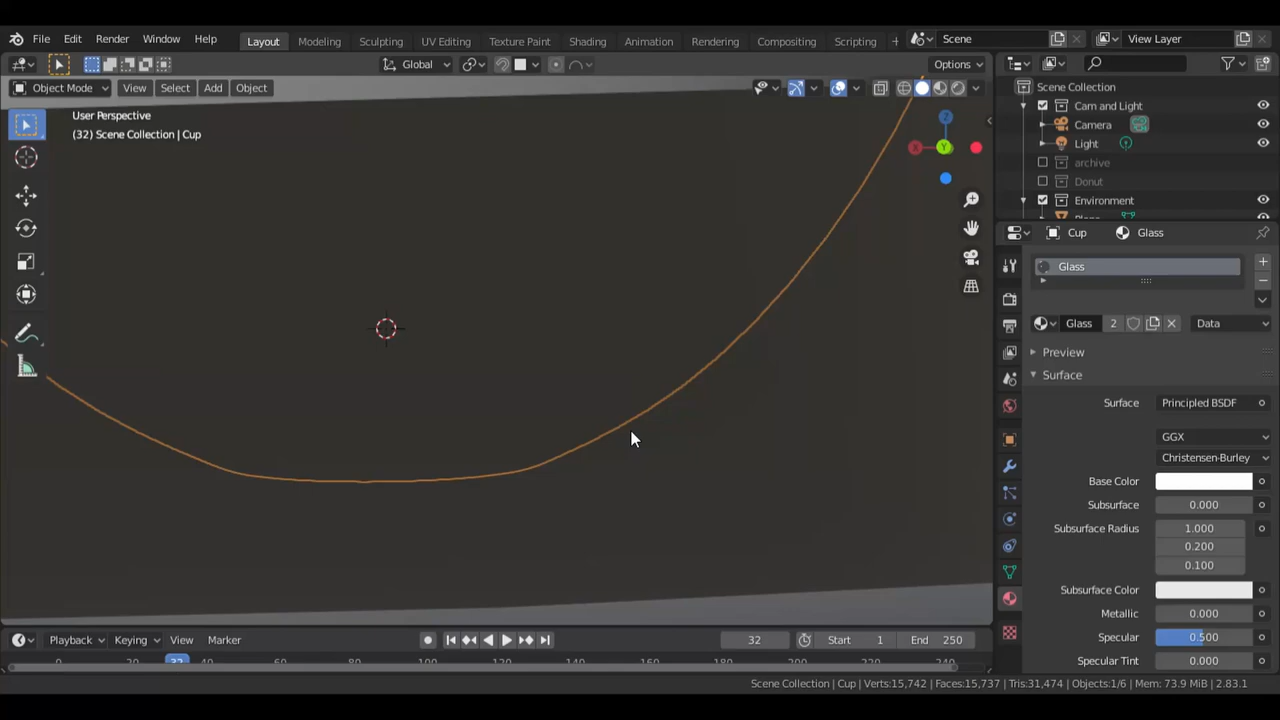 File Edit Render Window Help Layout Modeling Sculpting UV Editing Texture Paint Shading Animation Rendering Compositing Scripting + Scene View Layer
Global Options
Object Mode View Select Add Object
User Perspective
(32) Scene Collection | Cup
Z
X Y
Scene Collection
Cam and Light
Camera
Light
archive
Donut
Environment
Cup Glass
Glass
Glass 2 Data
Preview
Surface
Surface Principled BSDF
GGX
Christensen-Burley
Base Color
Subsurface 0.000
Subsurface Radius 1.000
0.200
0.100
Subsurface Color
Metallic 0.000
Specular 0.500
Specular Tint 0.000
Playback Keying View Marker 32 Start 1 End 250
0 20 32 40 60 80 100 120 140 160 180 200 220 240
Scene Collection | Cup | Verts:15,742 | Faces:15,737 | Tris:31,474 | Objects:1/6 | Mem: 73.9 MiB | 2.83.1